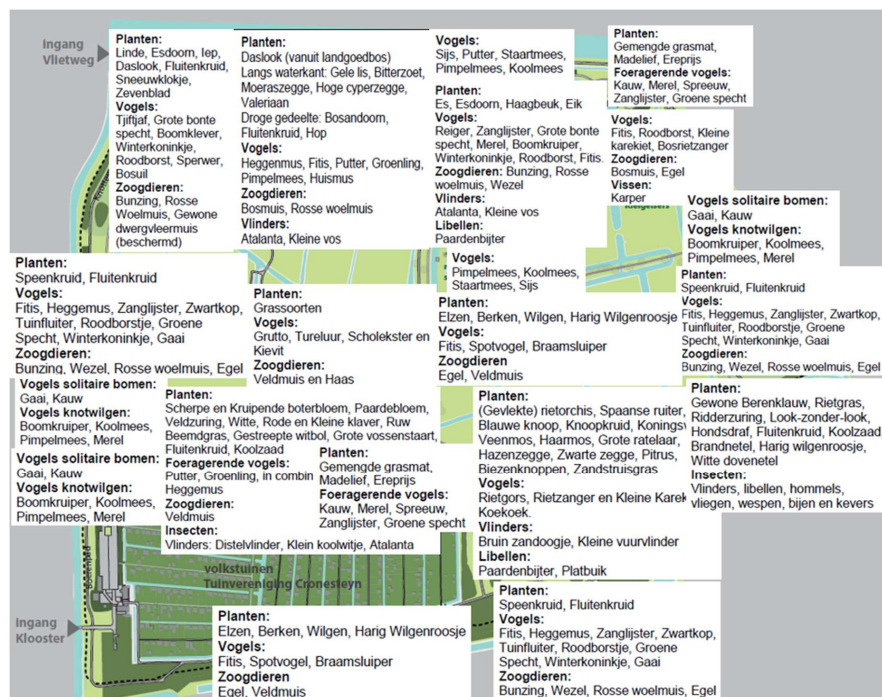 Ingang
Vlietweg
Planten:
Linde, Esdoorn, Iep,
Daslook, Fluitenkruid,
Sneeuwklokje,
Zevenblad
Vogels:
Tjiftjaf, Grote bonte
specht, Boomklever,
Winterkoninkje,
Roodborst, Sperwer,
Bosuil
Zoogdieren:
Bunzing, Rosse
Woelmuis, Gewone
dwergvleermuis
(beschermd)
Planten:
Daslook (vanuit landgoedbos)
Langs waterkant: Gele lis, Bitterzoet,
Moeraszegge, Hoge cyperzegge,
Valeriaan
Droge gedeelte: Bosandoorn,
Fluitenkruid, Hop
Vogels:
Heggenmus, Fitis, Putter, Groenling,
Pimpelmees, Huismus
Zoogdieren:
Bosmuis, Rosse woelmuis
Vlinders:
Atalanta, Kleine vos
Vogels:
Sijs, Putter, Staartmees,
Pimpelmees, Koolmees
Planten:
Es, Esdoorn, Haagbeuk, Eik
Vogels:
Reiger, Zanglijster, Grote bonte
specht, Merel, Boomkruiper,
Winterkoninkje, Roodborst, Fitis.
Zoogdieren: Bunzing, Rosse
woelmuis, Wezel
Vlinders:
Atalanta, Kleine vos
Libellen:
Paardenbijter
Planten:
Gemengde grasmat,
Madelief, Ereprijs
Foeragerende vogels:
Kauw, Merel, Spreeuw,
Zanglijster, Groene specht
Vogels:
Fitis, Roodborst, Kleine
karekiet, Bosrietzanger
Zoogdieren:
Bosmuis, Egel
Vissen:
Karper
Vogels solitaire bomen:
Gaai, Kauw
Vogels knotwilgen:
Boomkruiper, Koolmees,
Pimpelmees, Merel
Planten:
Speenkruid, Fluitenkruid
Vogels:
Fitis, Heggemus, Zanglijster, Zwartkop,
Tuinfluiter, Roodborstje, Groene
Specht, Winterkoninkje, Gaai
Zoogdieren:
Bunzing, Wezel, Rosse woelmuis, Egel
Planten:
Grassoorten
Vogels:
Grutto, Tureluur, Scholekster en
Kievit
Zoogdieren:
Veldmuis en Haas
Vogels:
Pimpelmees, Koolmees,
Staartmees, Sijs
Planten:
Elzen, Berken, Wilgen, Harig Wilgenroosje
Vogels:
Fitis, Spotvogel, Braamsluiper
Zoogdieren
Egel, Veldmuis
Planten:
Speenkruid, Fluitenkruid
Vogels:
Fitis, Heggemus, Zanglijster, Zwartkop,
Tuinfluiter, Roodborstje, Groene
Specht, Winterkoninkje, Gaai
Zoogdieren:
Bunzing, Wezel, Rosse woelmuis, Egel
Vogels solitaire bomen:
Gaai, Kauw
Vogels knotwilgen:
Boomkruiper, Koolmees,
Pimpelmees, Merel
Vogels solitaire bomen:
Gaai, Kauw
Vogels knotwilgen:
Boomkruiper, Koolmees,
Pimpelmees, Merel
Planten:
Scherpe en Kruipende boterbloem, Paardebloem,
Veldzuring, Witte, Rode en Kleine klaver, Ruw
Beemdgras, Gestreepte witbol, Grote vossenstaart,
Fluitenkruid, Koolzaad
Foeragerende vogels:
Putter, Groenling, in combin
Heggemus
Zoogdieren:
Veldmuis
Insecten:
Vlinders: Distelvlinder, Klein koolwitje, Atalanta
Planten:
Gemengde grasmat,
Madelief, Ereprijs
Foeragerende vogels:
Kauw, Merel, Spreeuw,
Zanglijster, Groene specht
Planten:
(Gevlekte) rietorchis, Spaanse ruiter,
Blauwe knoop, Knoopkruid, Konings
Veenmos, Haarmos, Grote ratelaar,
Hazenzegge, Zwarte zegge, Pitrus,
Biezenknoppen, Zandstruisgras
Vogels:
Rietgors, Rietzanger en Kleine Karek
Koekoek.
Vlinders:
Bruin zandoogje, Kleine vuurvlinder
Libellen:
Paardenbijter, Platbuik
Planten:
Gewone Berenklauw, Rietgras,
Ridderzuring, Look-zonder-look,
Hondsdraf, Fluitenkruid, Koolzaad
Brandnetel, Harig wilgenroosje,
Witte dovenetel
Insecten:
Vlinders, libellen, hommels,
vliegen, wespen, bijen en kevers
volkstuinen
Tuinvereniging Cronesteyn
Ingang
Klooster
Planten:
Elzen, Berken, Wilgen, Harig Wilgenroosje
Vogels:
Fitis, Spotvogel, Braamsluiper
Zoogdieren
Egel, Veldmuis
Planten:
Speenkruid, Fluitenkruid
Vogels:
Fitis, Heggemus, Zanglijster, Zwartkop,
Tuinfluiter, Roodborstje, Groene
Specht, Winterkoninkje, Gaai
Zoogdieren:
Bunzing, Wezel, Rosse woelmuis, Egel